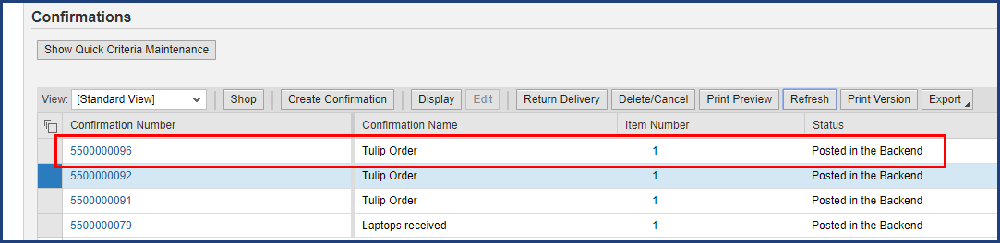 Confirmations
Show Quick Criteria Maintenance
View: [Standard View] Shop Create Confirmation Display Edit Return Delivery Delete/Cancel Print Preview Refresh Print Version Export
Confirmation Number Confirmation Name Item Number Status
5500000096 Tulip Order 1 Posted in the Backend
5500000092 Tulip Order 1 Posted in the Backend
5500000091 Tulip Order 1 Posted in the Backend
5500000079 Laptops received 1 Posted in the Backend